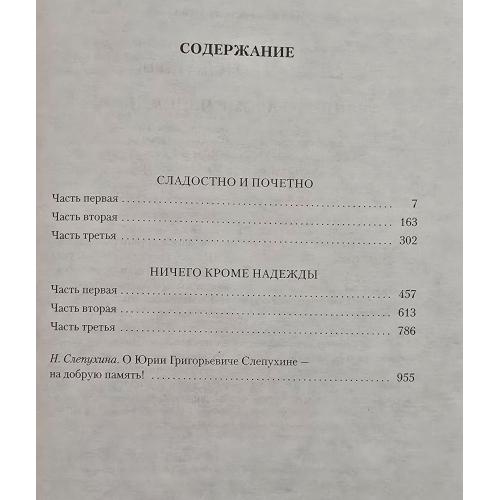 СОДЕРЖАНИЕ
СЛАДОСТНО И ПОЧЕТНО
Часть первая ........................................ 7
Часть вторая ........................................ 163
Часть третья ........................................ 302
НИЧЕГО КРОМЕ НАДЕЖДЫ
Часть первая ........................................ 457
Часть вторая ........................................ 613
Часть третья ........................................ 786
Н. Слепухина. О Юрии Григорьевиче Слепухине —
на добрую память! ........................................ 955